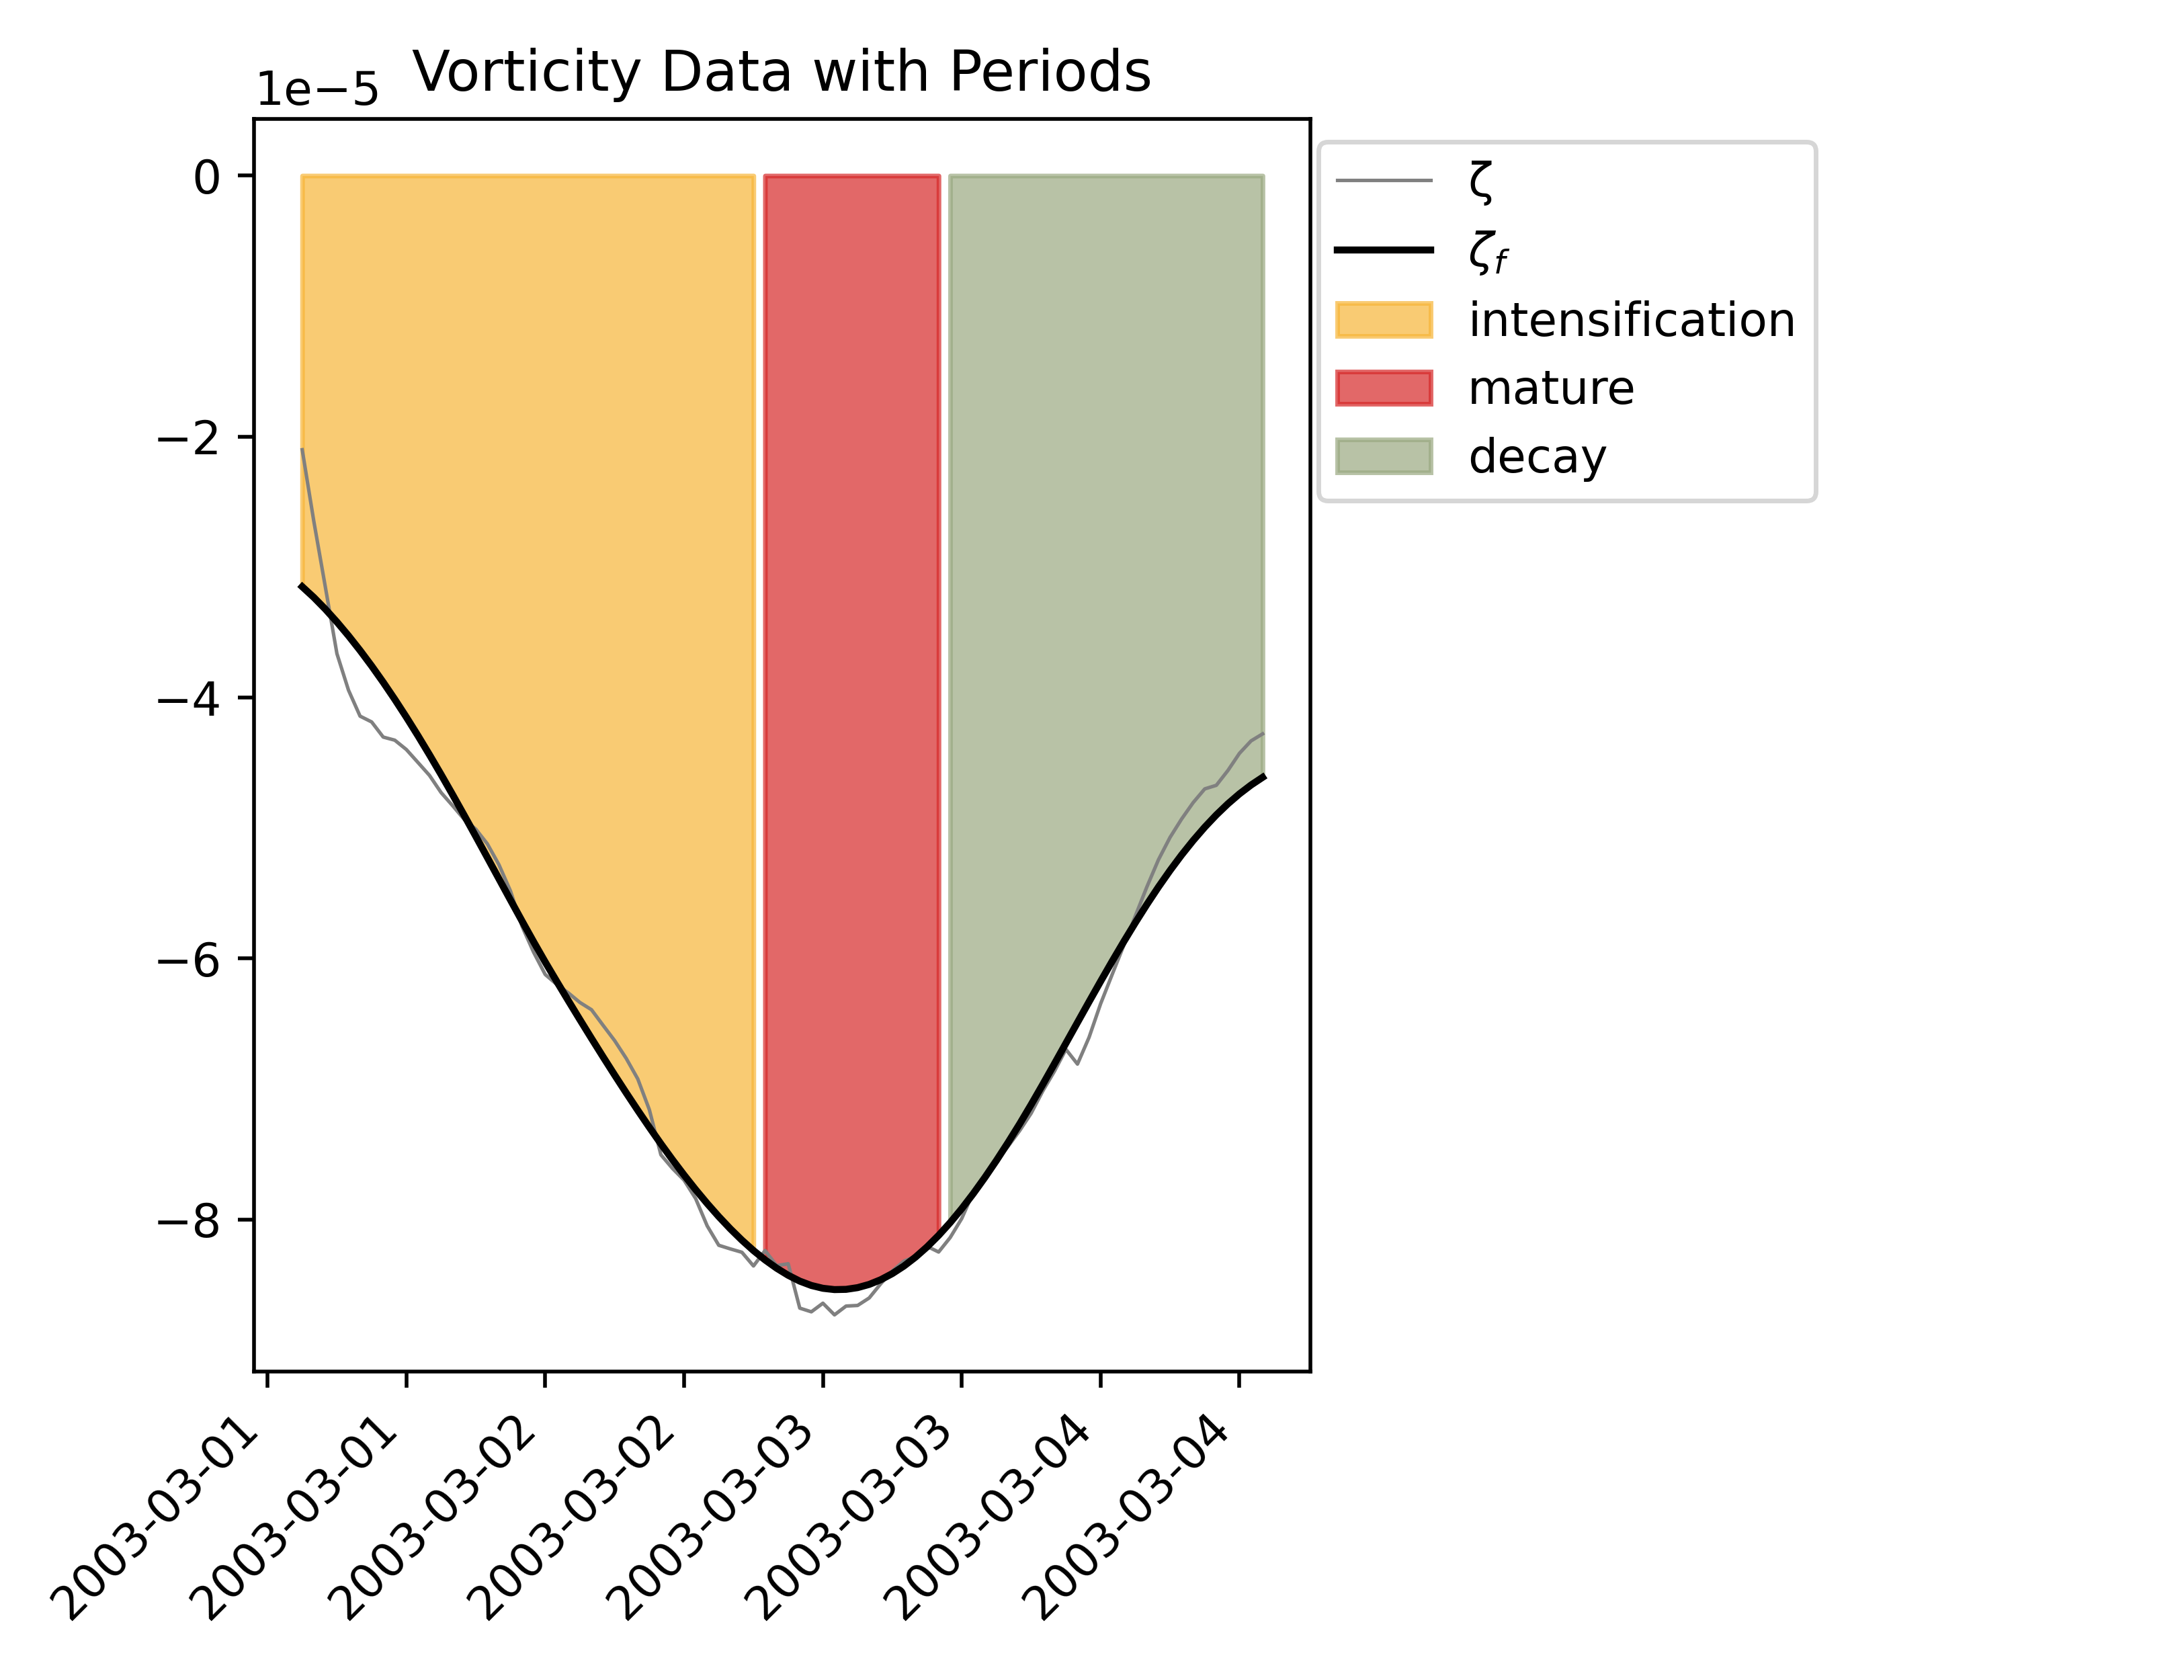 Vorticity Data with Periods
1e−5
0
−2
−4
−6
−8
2003-03-01
2003-03-01
2003-03-02
2003-03-02
2003-03-03
2003-03-03
2003-03-04
2003-03-04
ζ
ζf
intensification
mature
decay